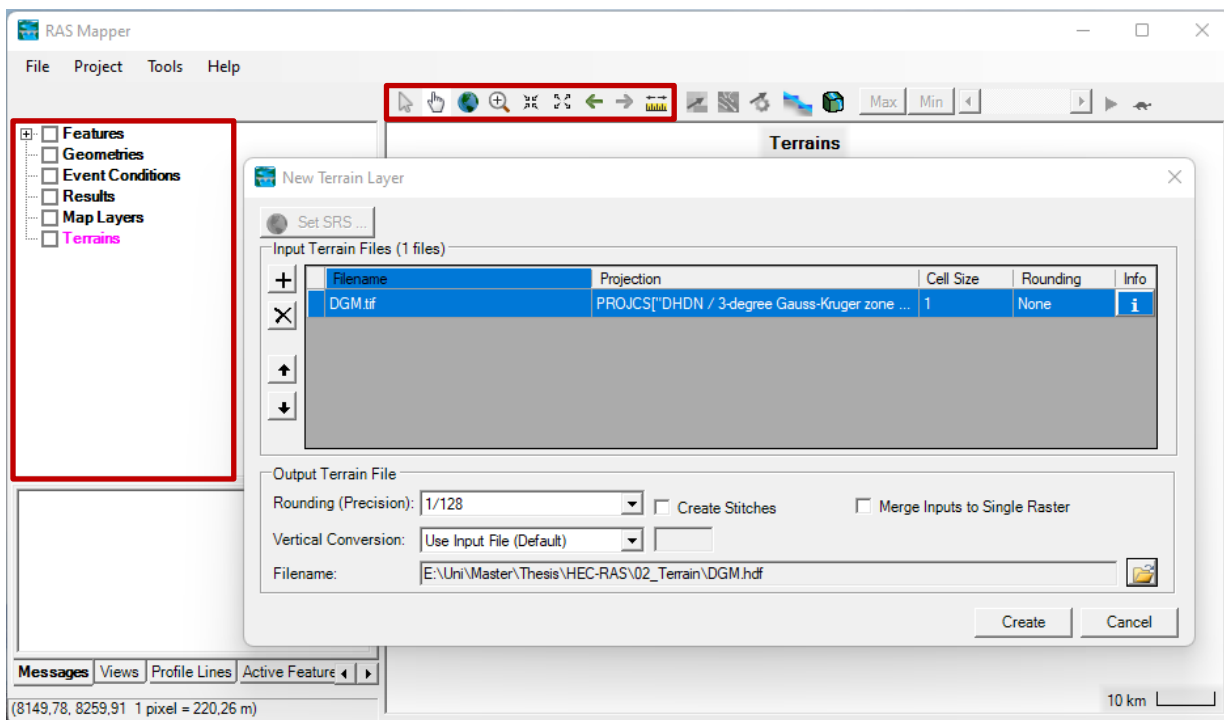 RAS Mapper
File Project Tools Help
Max Min
Features
Geometries
Event Conditions
Results
Map Layers
Terrains
Terrains
New Terrain Layer
Set SRS ...
Input Terrain Files (1 files)
Filename Projection Cell Size Rounding Info
DGM.tif PROJCS["DHDN / 3-degree Gauss-Kruger zone ... 1 None i
Output Terrain File
Rounding (Precision): 1/128 Create Stitches Merge Inputs to Single Raster
Vertical Conversion: Use Input File (Default)
Filename: E:\Uni\Master\Thesis\HEC-RAS\02_Terrain\DGM.hdf
Create Cancel
Messages Views Profile Lines Active Feature
(8149,78, 8259,91 1 pixel = 220,26 m)
10 km